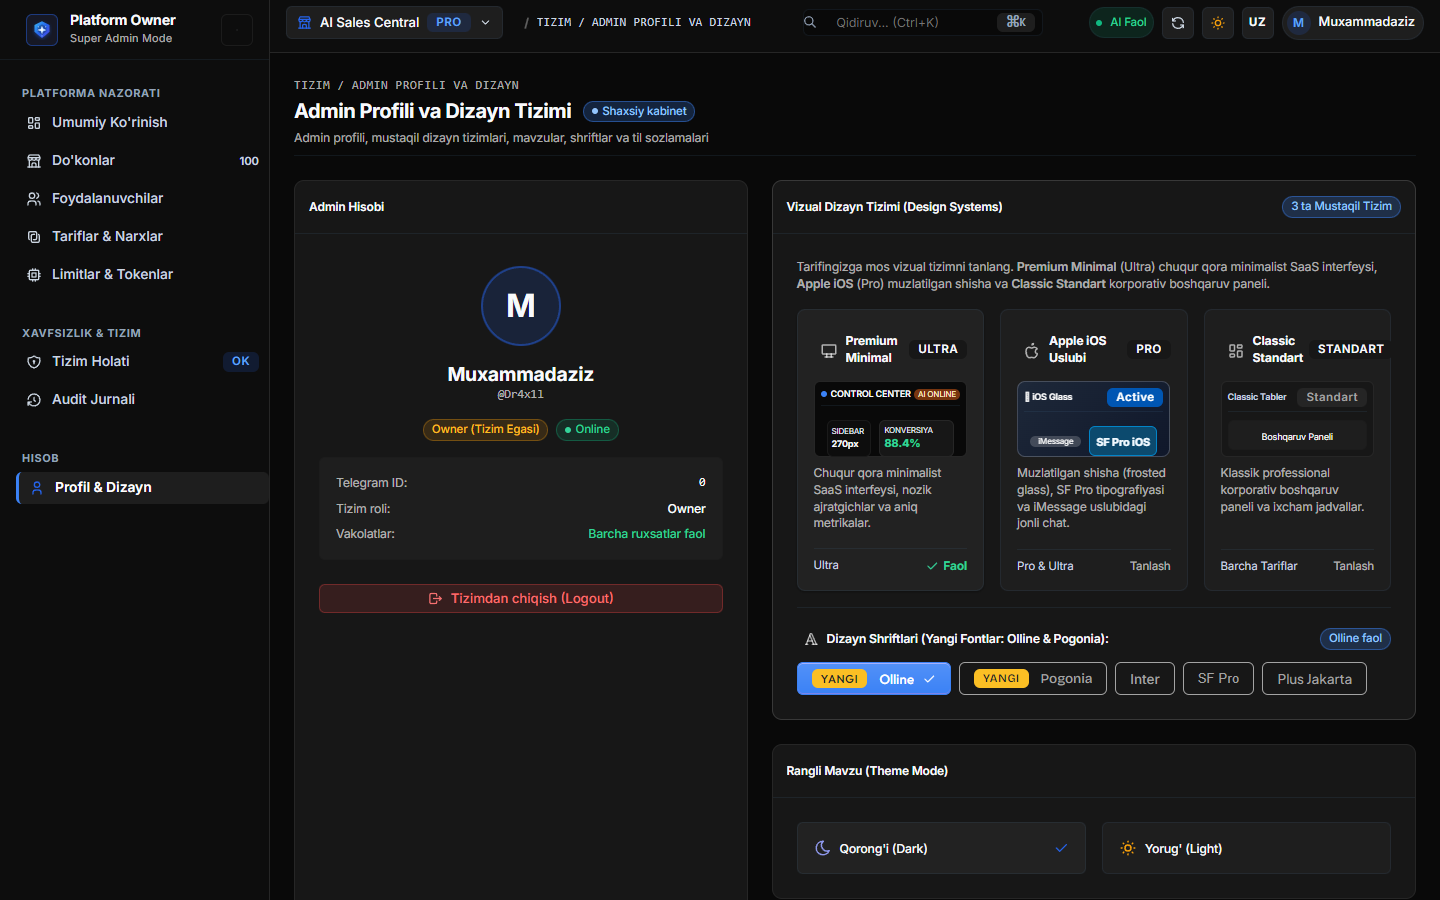 Platform Owner
Super Admin Mode
AI Sales Central PRO
/ TIZIM / ADMIN PROFILI VA DIZAYN
Qidiruv... (Ctrl+K) ⌘K
AI Faol
UZ
M Muxammadaziz
PLATFORMA NAZORATI
Umumiy Ko'rinish
Do'konlar 100
Foydalanuvchilar
Tariflar & Narxlar
Limitlar & Tokenlar
XAVFSIZLIK & TIZIM
Tizim Holati OK
Audit Jurnali
HISOB
Profil & Dizayn
TIZIM / ADMIN PROFILI VA DIZAYN
Admin Profili va Dizayn Tizimi Shaxsiy kabinet
Admin profili, mustaqil dizayn tizimlari, mavzular, shriftlar va til sozlamalari
Admin Hisobi
M
Muxammadaziz
@Dr4x1l
Owner (Tizim Egasi) Online
Telegram ID: 0
Tizim roli: Owner
Vakolatlar: Barcha ruxsatlar faol
Tizimdan chiqish (Logout)
Vizual Dizayn Tizimi (Design Systems) 3 ta Mustaqil Tizim
Tarifingizga mos vizual tizimni tanlang. Premium Minimal (Ultra) chuqur qora minimalist SaaS interfeysi,
Apple iOS (Pro) muzlatilgan shisha va Classic Standart korporativ boshqaruv paneli.
Premium
Minimal
ULTRA
CONTROL CENTER AI ONLINE
SIDEBAR
270px
KONVERSIYA
88.4%
Chuqur qora minimalist
SaaS interfeysi, nozik
ajratgichlar va aniq
metrikalar.
Ultra Faol
Apple iOS
Uslubi
PRO
iOS Glass Active
iMessage SF Pro iOS
Muzlatilgan shisha (frosted
glass), SF Pro tipografiyasi
va iMessage uslubidagi
jonli chat.
Pro & Ultra Tanlash
Classic
Standart
STANDART
Classic Tabler Standart
Boshqaruv Paneli
Klassik professional
korporativ boshqaruv
paneli va ixcham jadvallar.
Barcha Tariflar Tanlash
Dizayn Shriftlari (Yangi Fontlar: Olline & Pogonia): Olline faol
YANGI Olline
YANGI Pogonia
Inter
SF Pro
Plus Jakarta
Rangli Mavzu (Theme Mode)
Qorong'i (Dark)
Yorug' (Light)